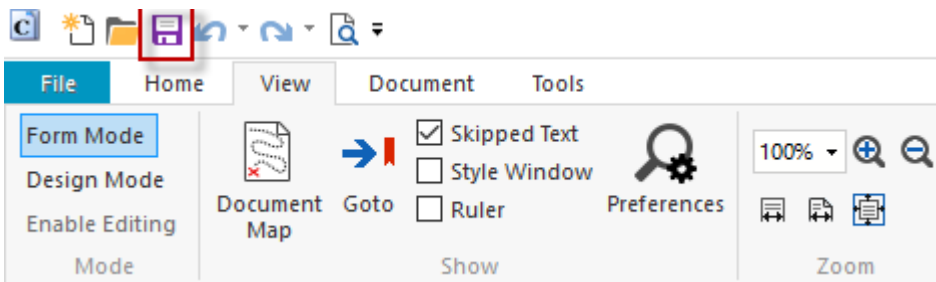 C
File Home View Document Tools
Form Mode
Design Mode
Enable Editing
Mode
Document
Map
Goto
Skipped Text
Style Window
Ruler
Preferences
Show
100%
Zoom